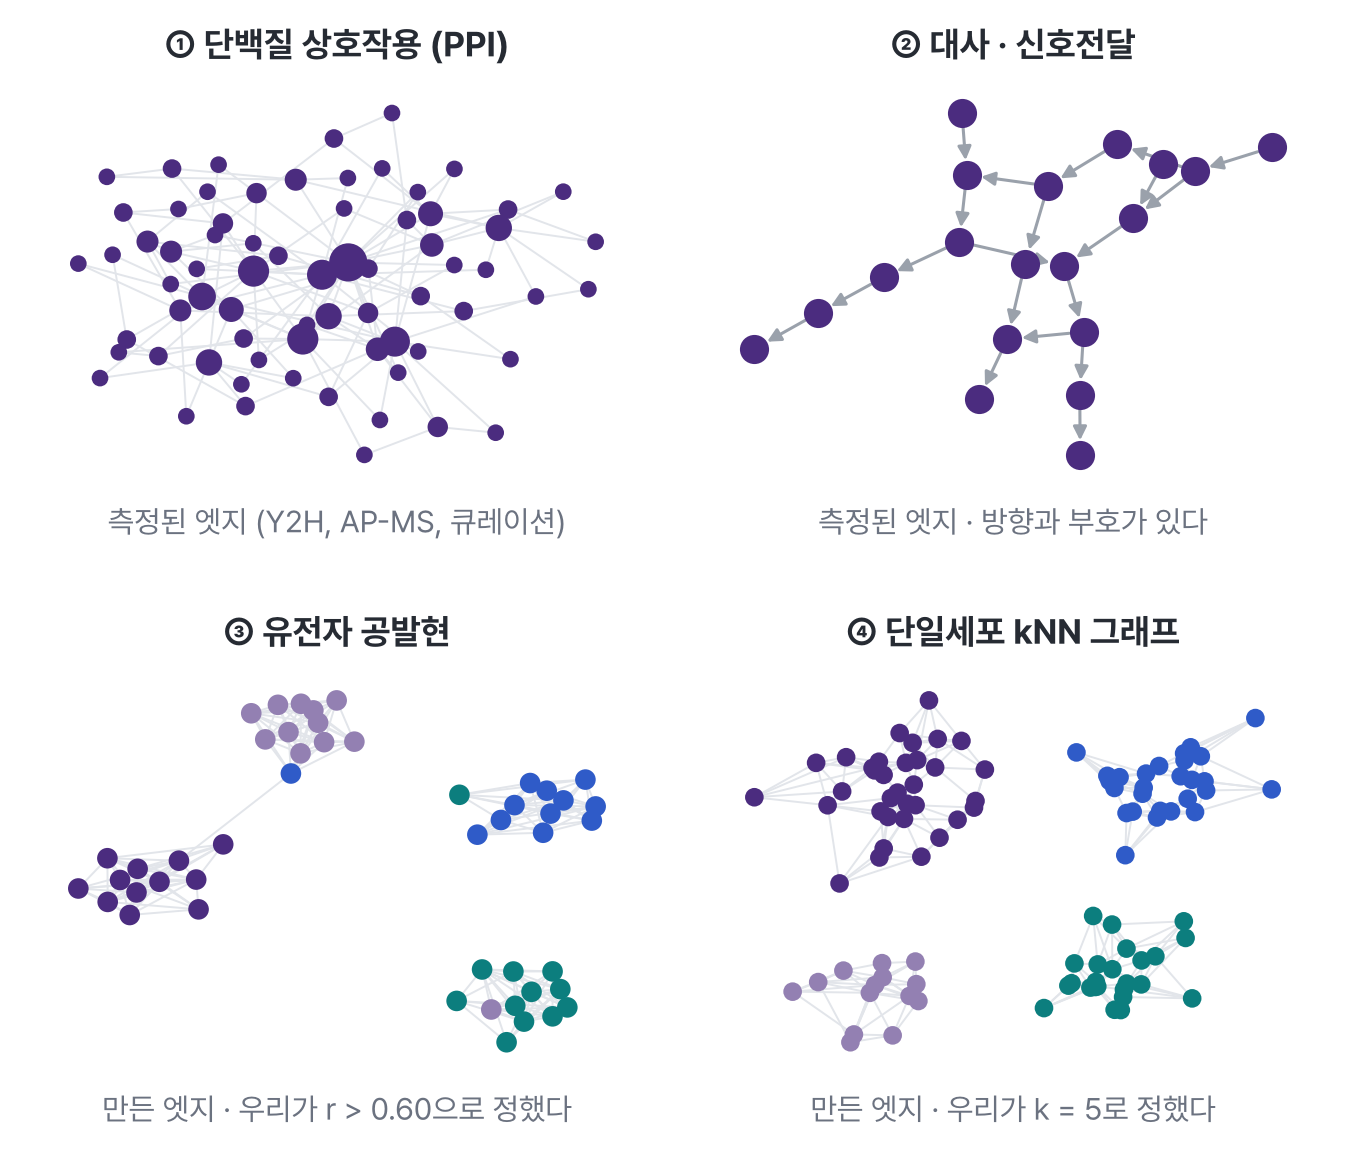 ① 단백질 상호작용 (PPI)
② 대사 · 신호전달
측정된 엣지 (Y2H, AP-MS, 큐레이션)
측정된 엣지 · 방향과 부호가 있다
③ 유전자 공발현
④ 단일세포 kNN 그래프
만든 엣지 · 우리가 r > 0.60으로 정했다
만든 엣지 · 우리가 k = 5로 정했다